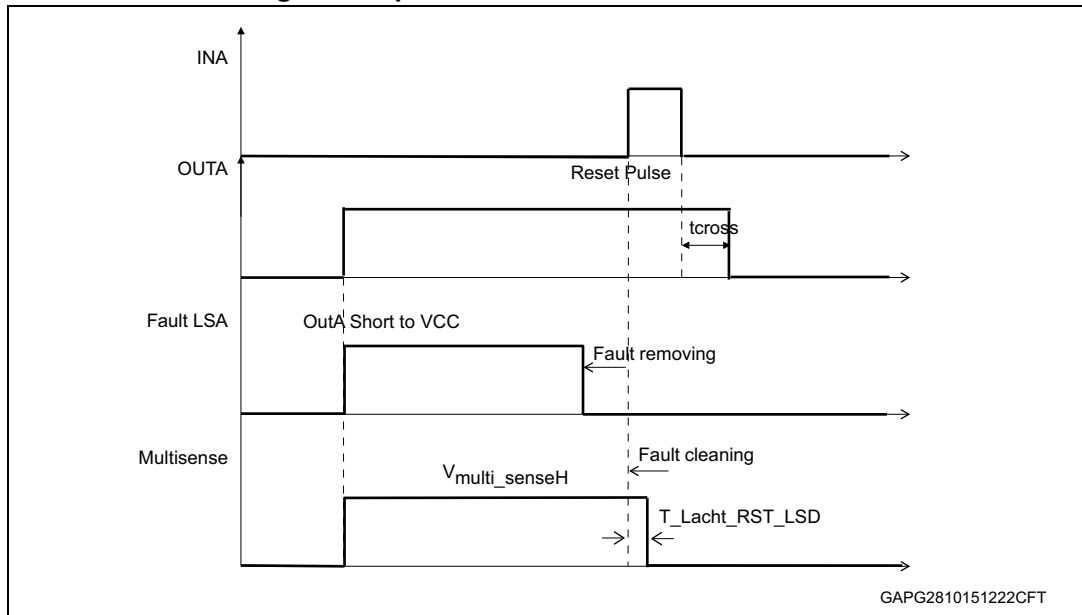 INA
Reset Pulse
OUTA
tcross
Fault LSA
OutA Short to VCC
Fault removing
Multisense
Fault cleaning
Vmulti_senseH
T_Lacht_RST_LSD
GAPG2810151222CFT